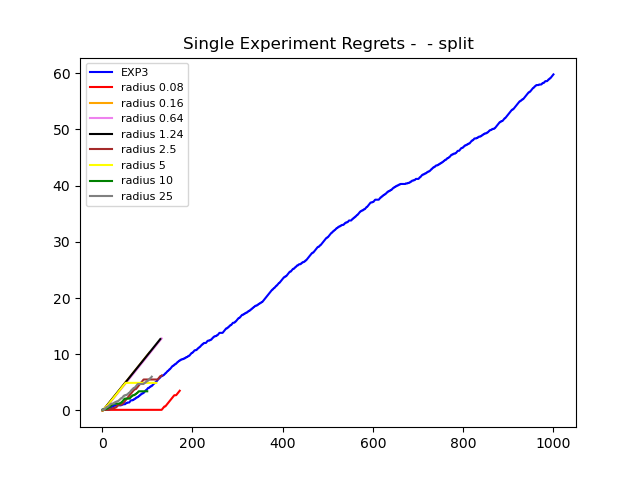 Single Experiment Regrets -  - split
EXP3
radius 0.08
radius 0.16
radius 0.64
radius 1.24
radius 2.5
radius 5
radius 10
radius 25
60
50
40
30
20
10
0
0 200 400 600 800 1000